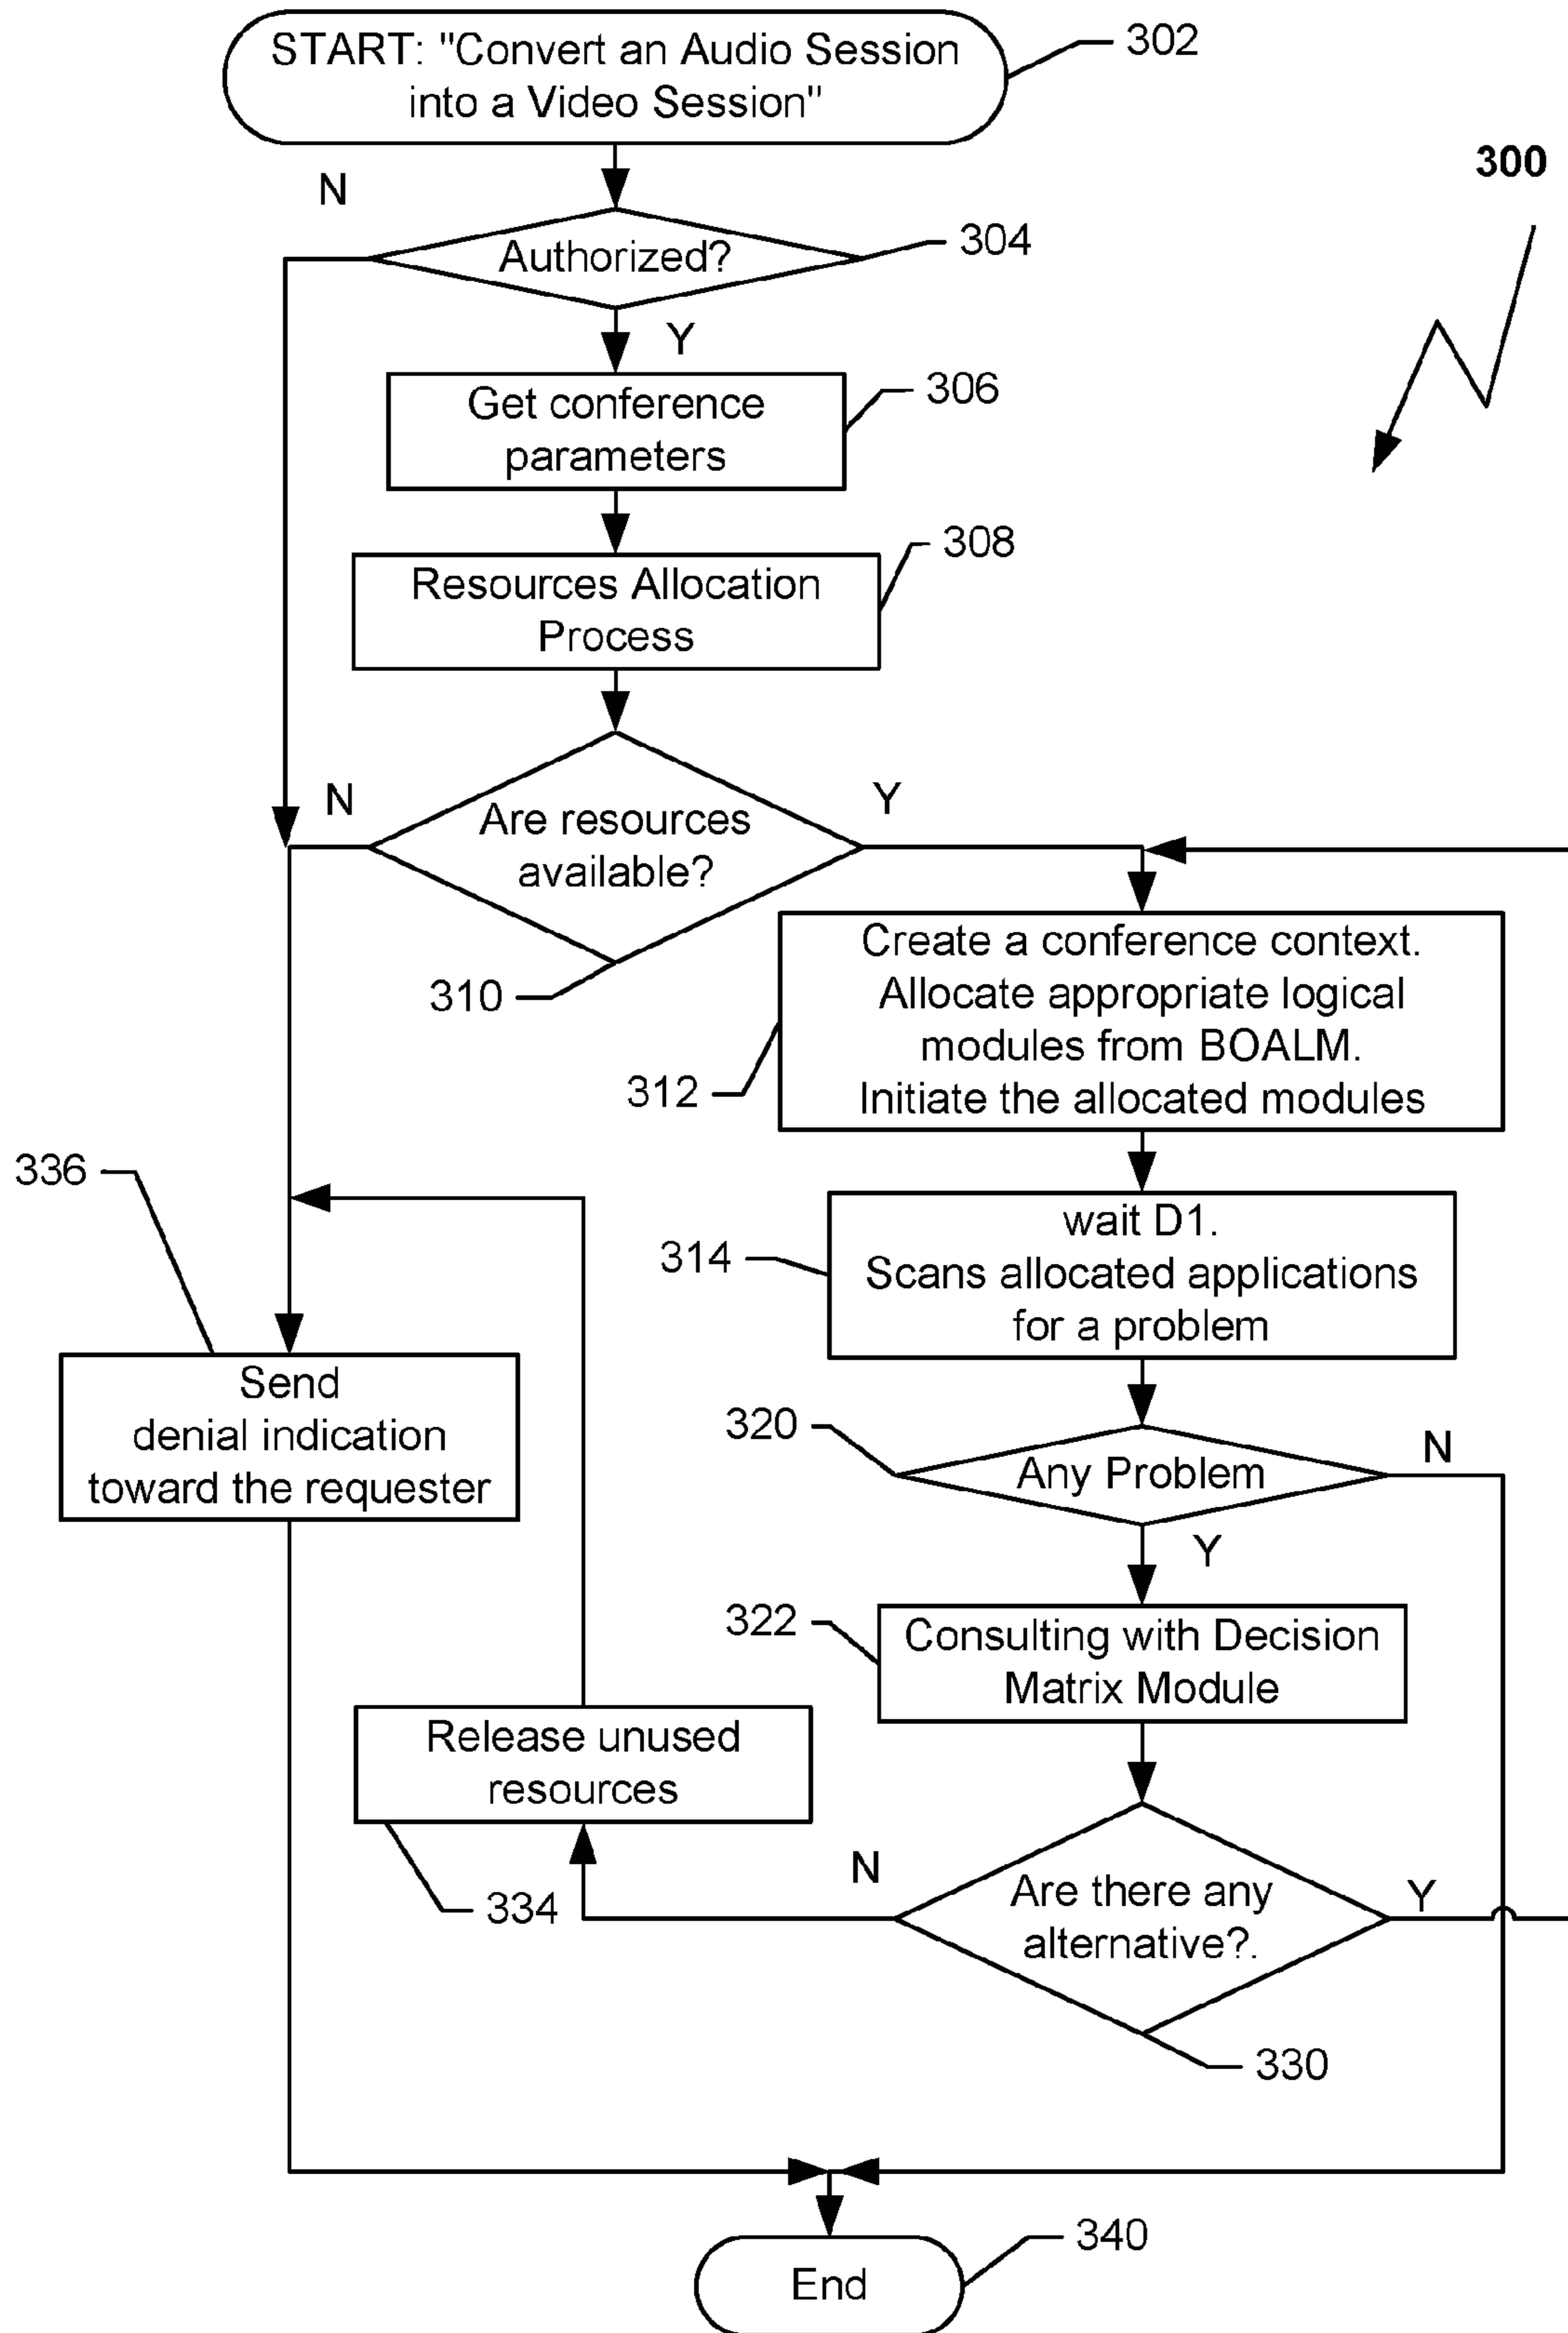 START: "Convert an Audio Session
into a Video Session"
302
300
N
Authorized?
304
Y
Get conference
parameters
306
Resources Allocation
Process
308
N
Are resources
available?
Y
310
Create a conference context.
Allocate appropriate logical
modules from BOALM.
Initiate the allocated modules
312
336
wait D1.
Scans allocated applications
for a problem
314
Send
denial indication
toward the requester
320
Any Problem
N
Y
322
Consulting with Decision
Matrix Module
Release unused
resources
334
N
Are there any
alternative?.
Y
330
340
End